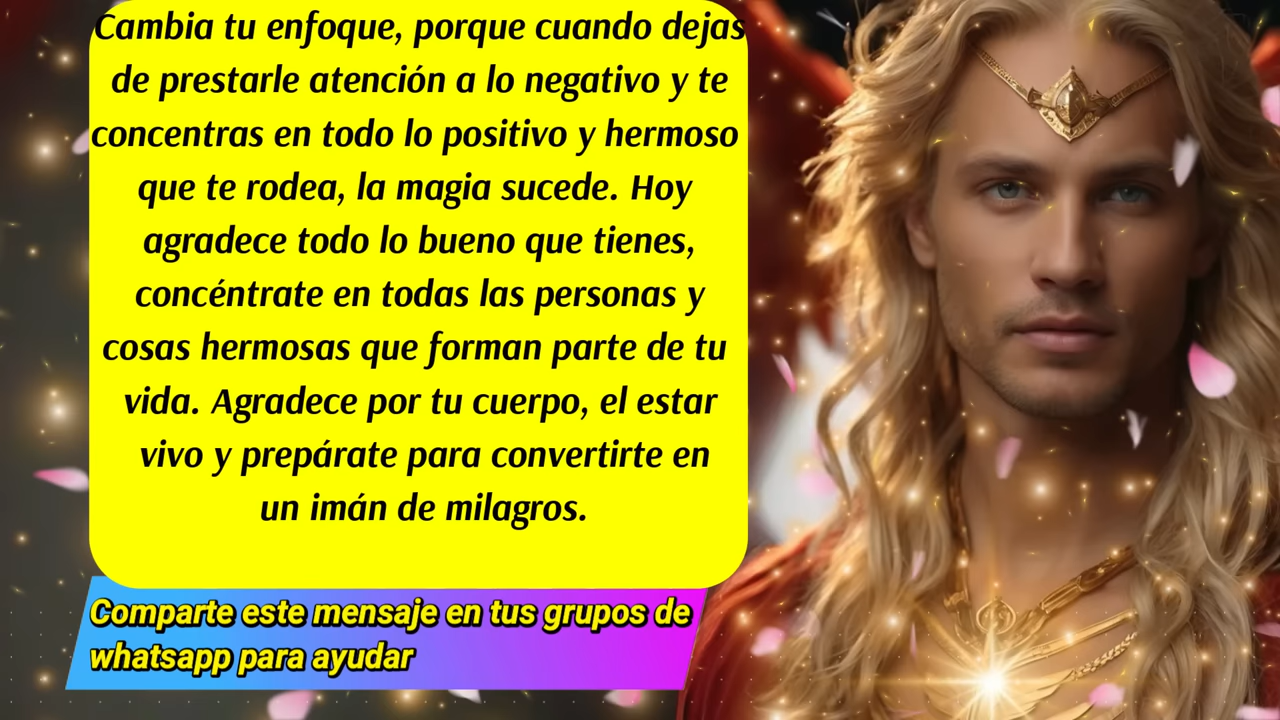 Cambia tu enfoque, porque cuando dejas
de prestarle atención a lo negativo y te
concentras en todo lo positivo y hermoso
que te rodea, la magia sucede. Hoy
agradece todo lo bueno que tienes,
concéntrate en todas las personas y
cosas hermosas que forman parte de tu
vida. Agradece por tu cuerpo, el estar
vivo y prepárate para convertirte en
un imán de milagros.
Comparte este mensaje en tus grupos de
whatsapp para ayudar